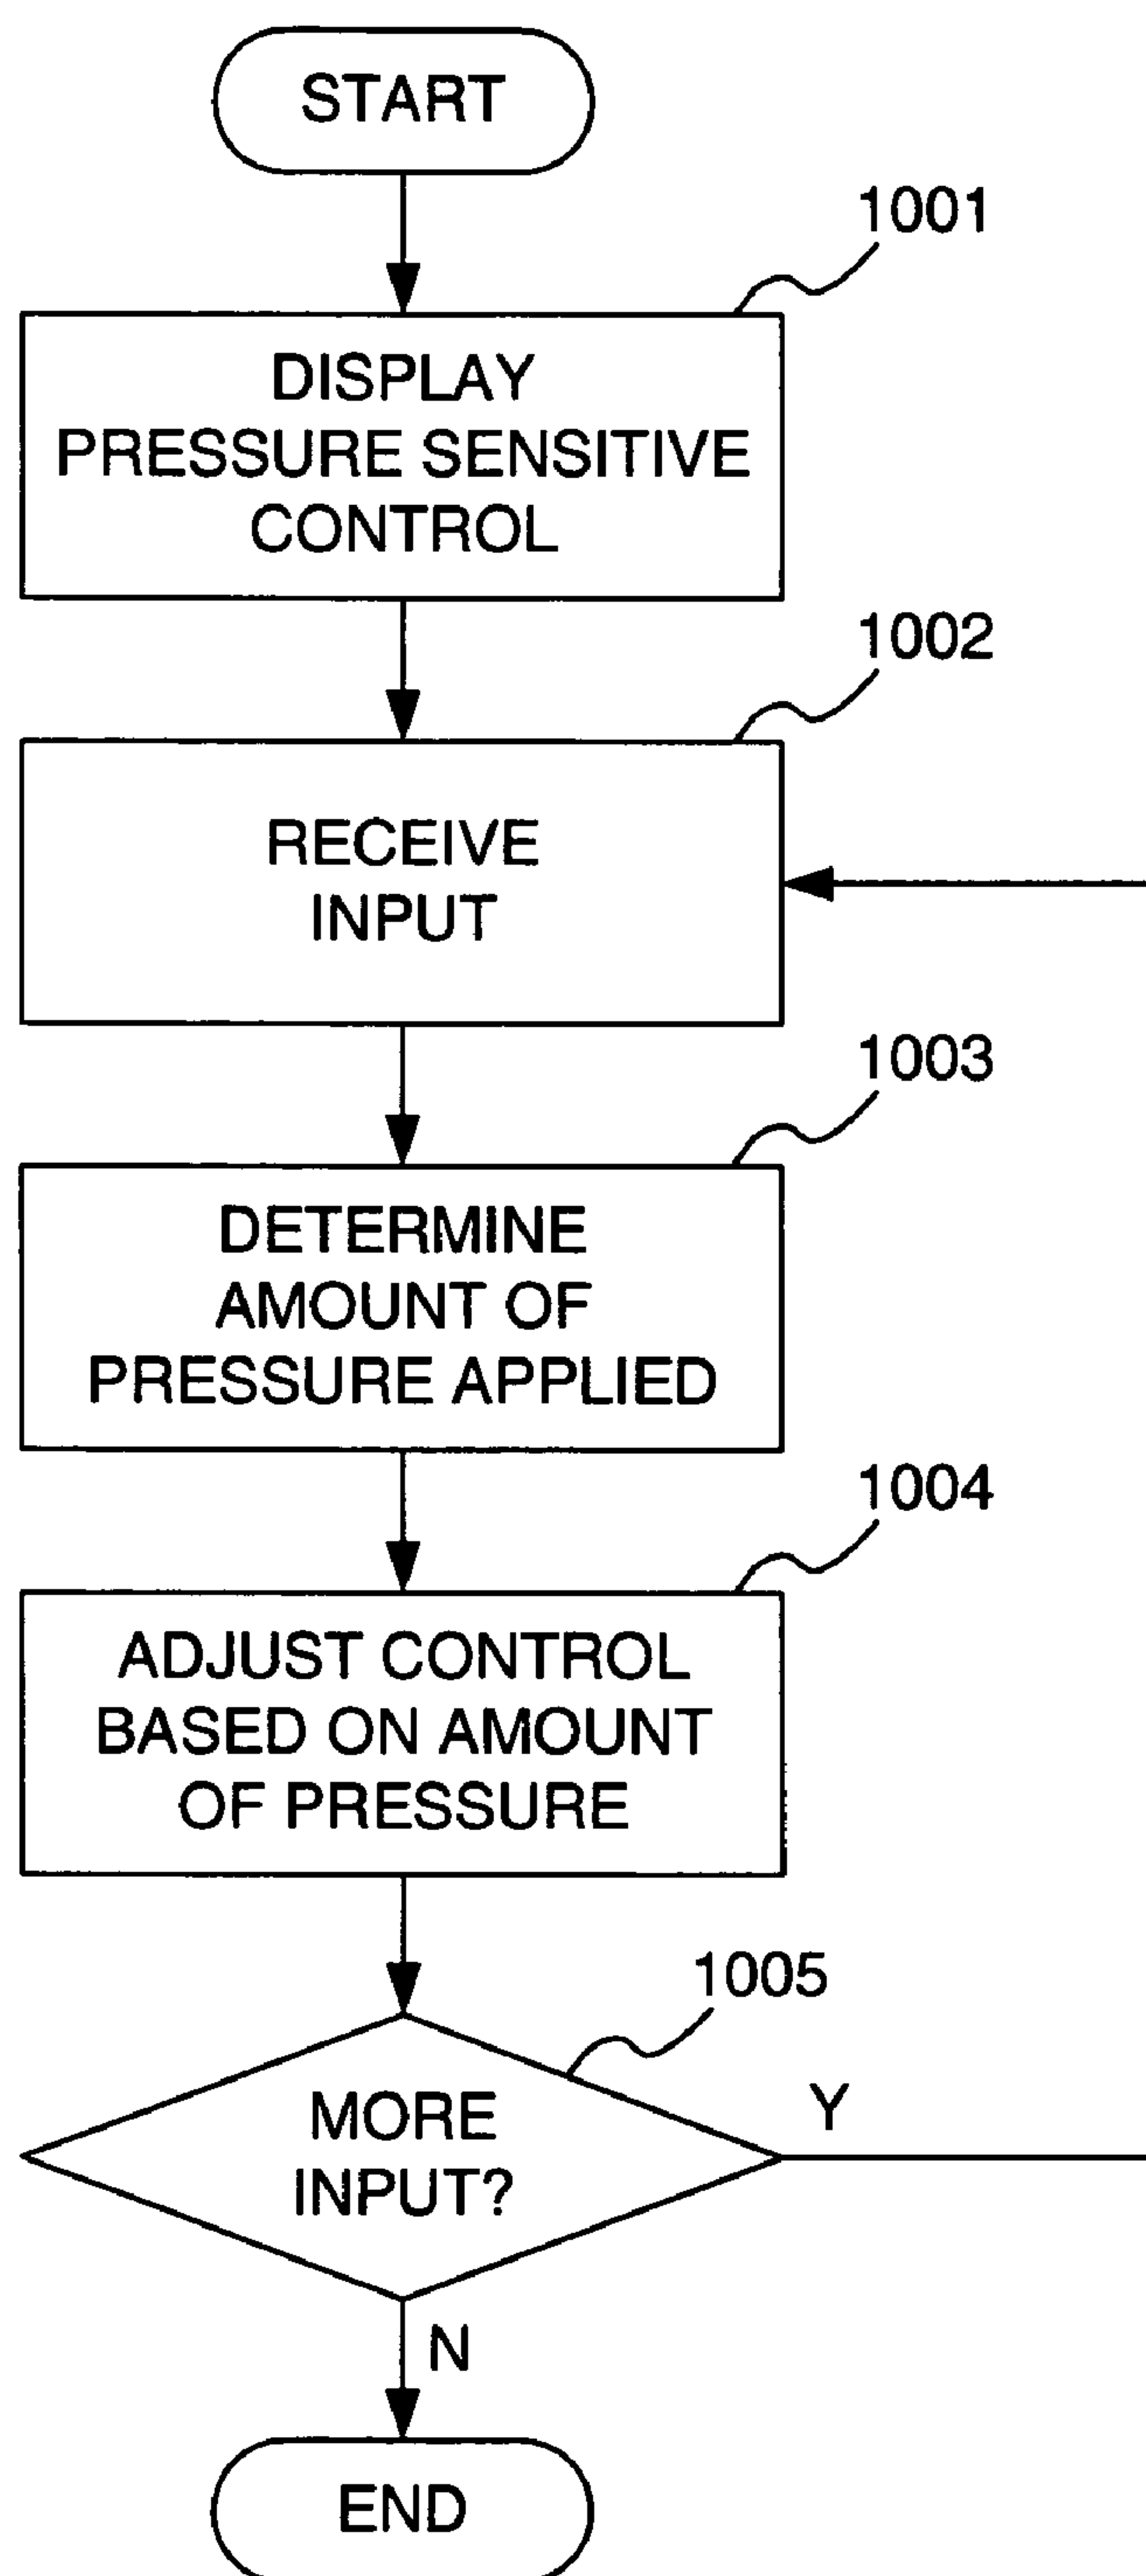 START
1001
DISPLAY
PRESSURE SENSITIVE
CONTROL
1002
RECEIVE
INPUT
1003
DETERMINE
AMOUNT OF
PRESSURE APPLIED
1004
ADJUST CONTROL
BASED ON AMOUNT
OF PRESSURE
1005
MORE
INPUT?
Y
N
END